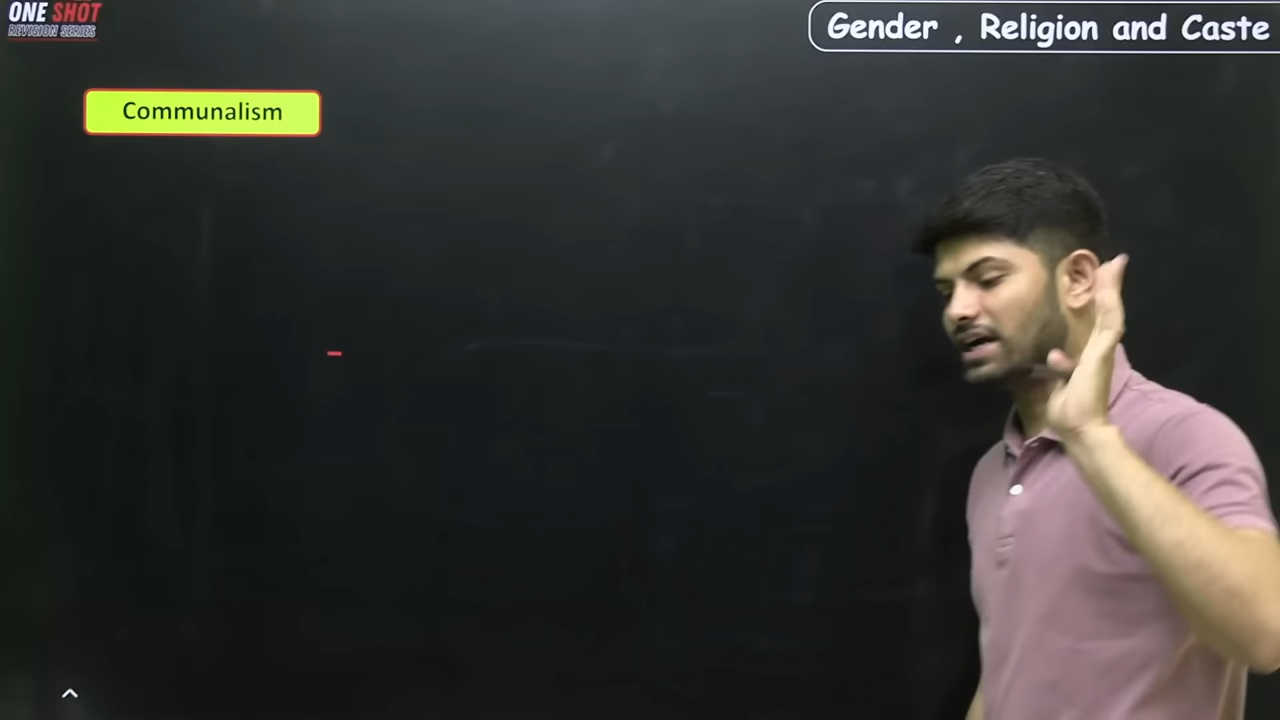 ONE SHOT
REVISION SERIES
Gender , Religion and Caste
Communalism